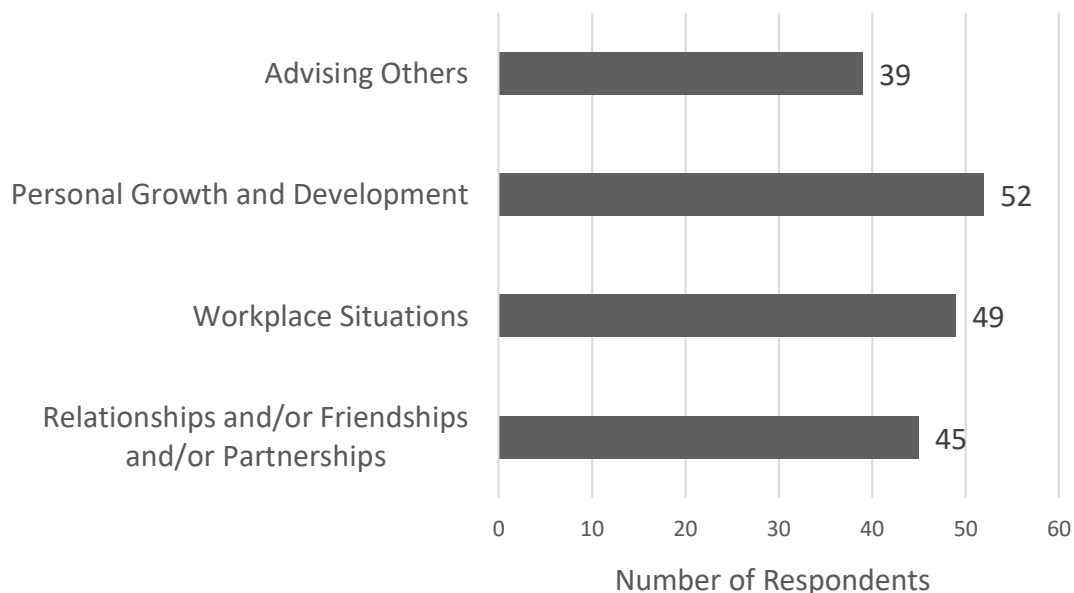 Advising Others
39
Personal Growth and Development
52
Workplace Situations
49
Relationships and/or Friendships
and/or Partnerships
45
0 10 20 30 40 50 60
Number of Respondents